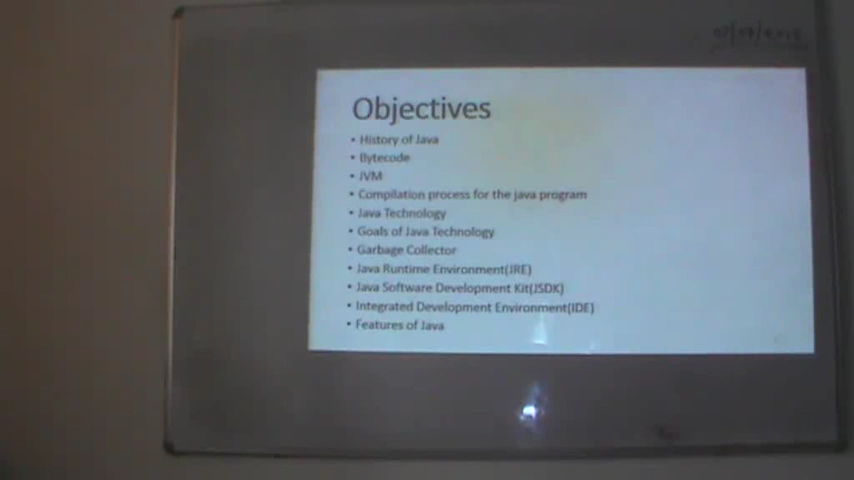 Objectives
• History of Java
• Bytecode
• JVM
• Compilation process for the java program
• Java Technology
• Goals of Java Technology
• Garbage Collector
• Java Runtime Environment(JRE)
• Java Software Development Kit(JSDK)
• Integrated Development Environment(IDE)
• Features of Java